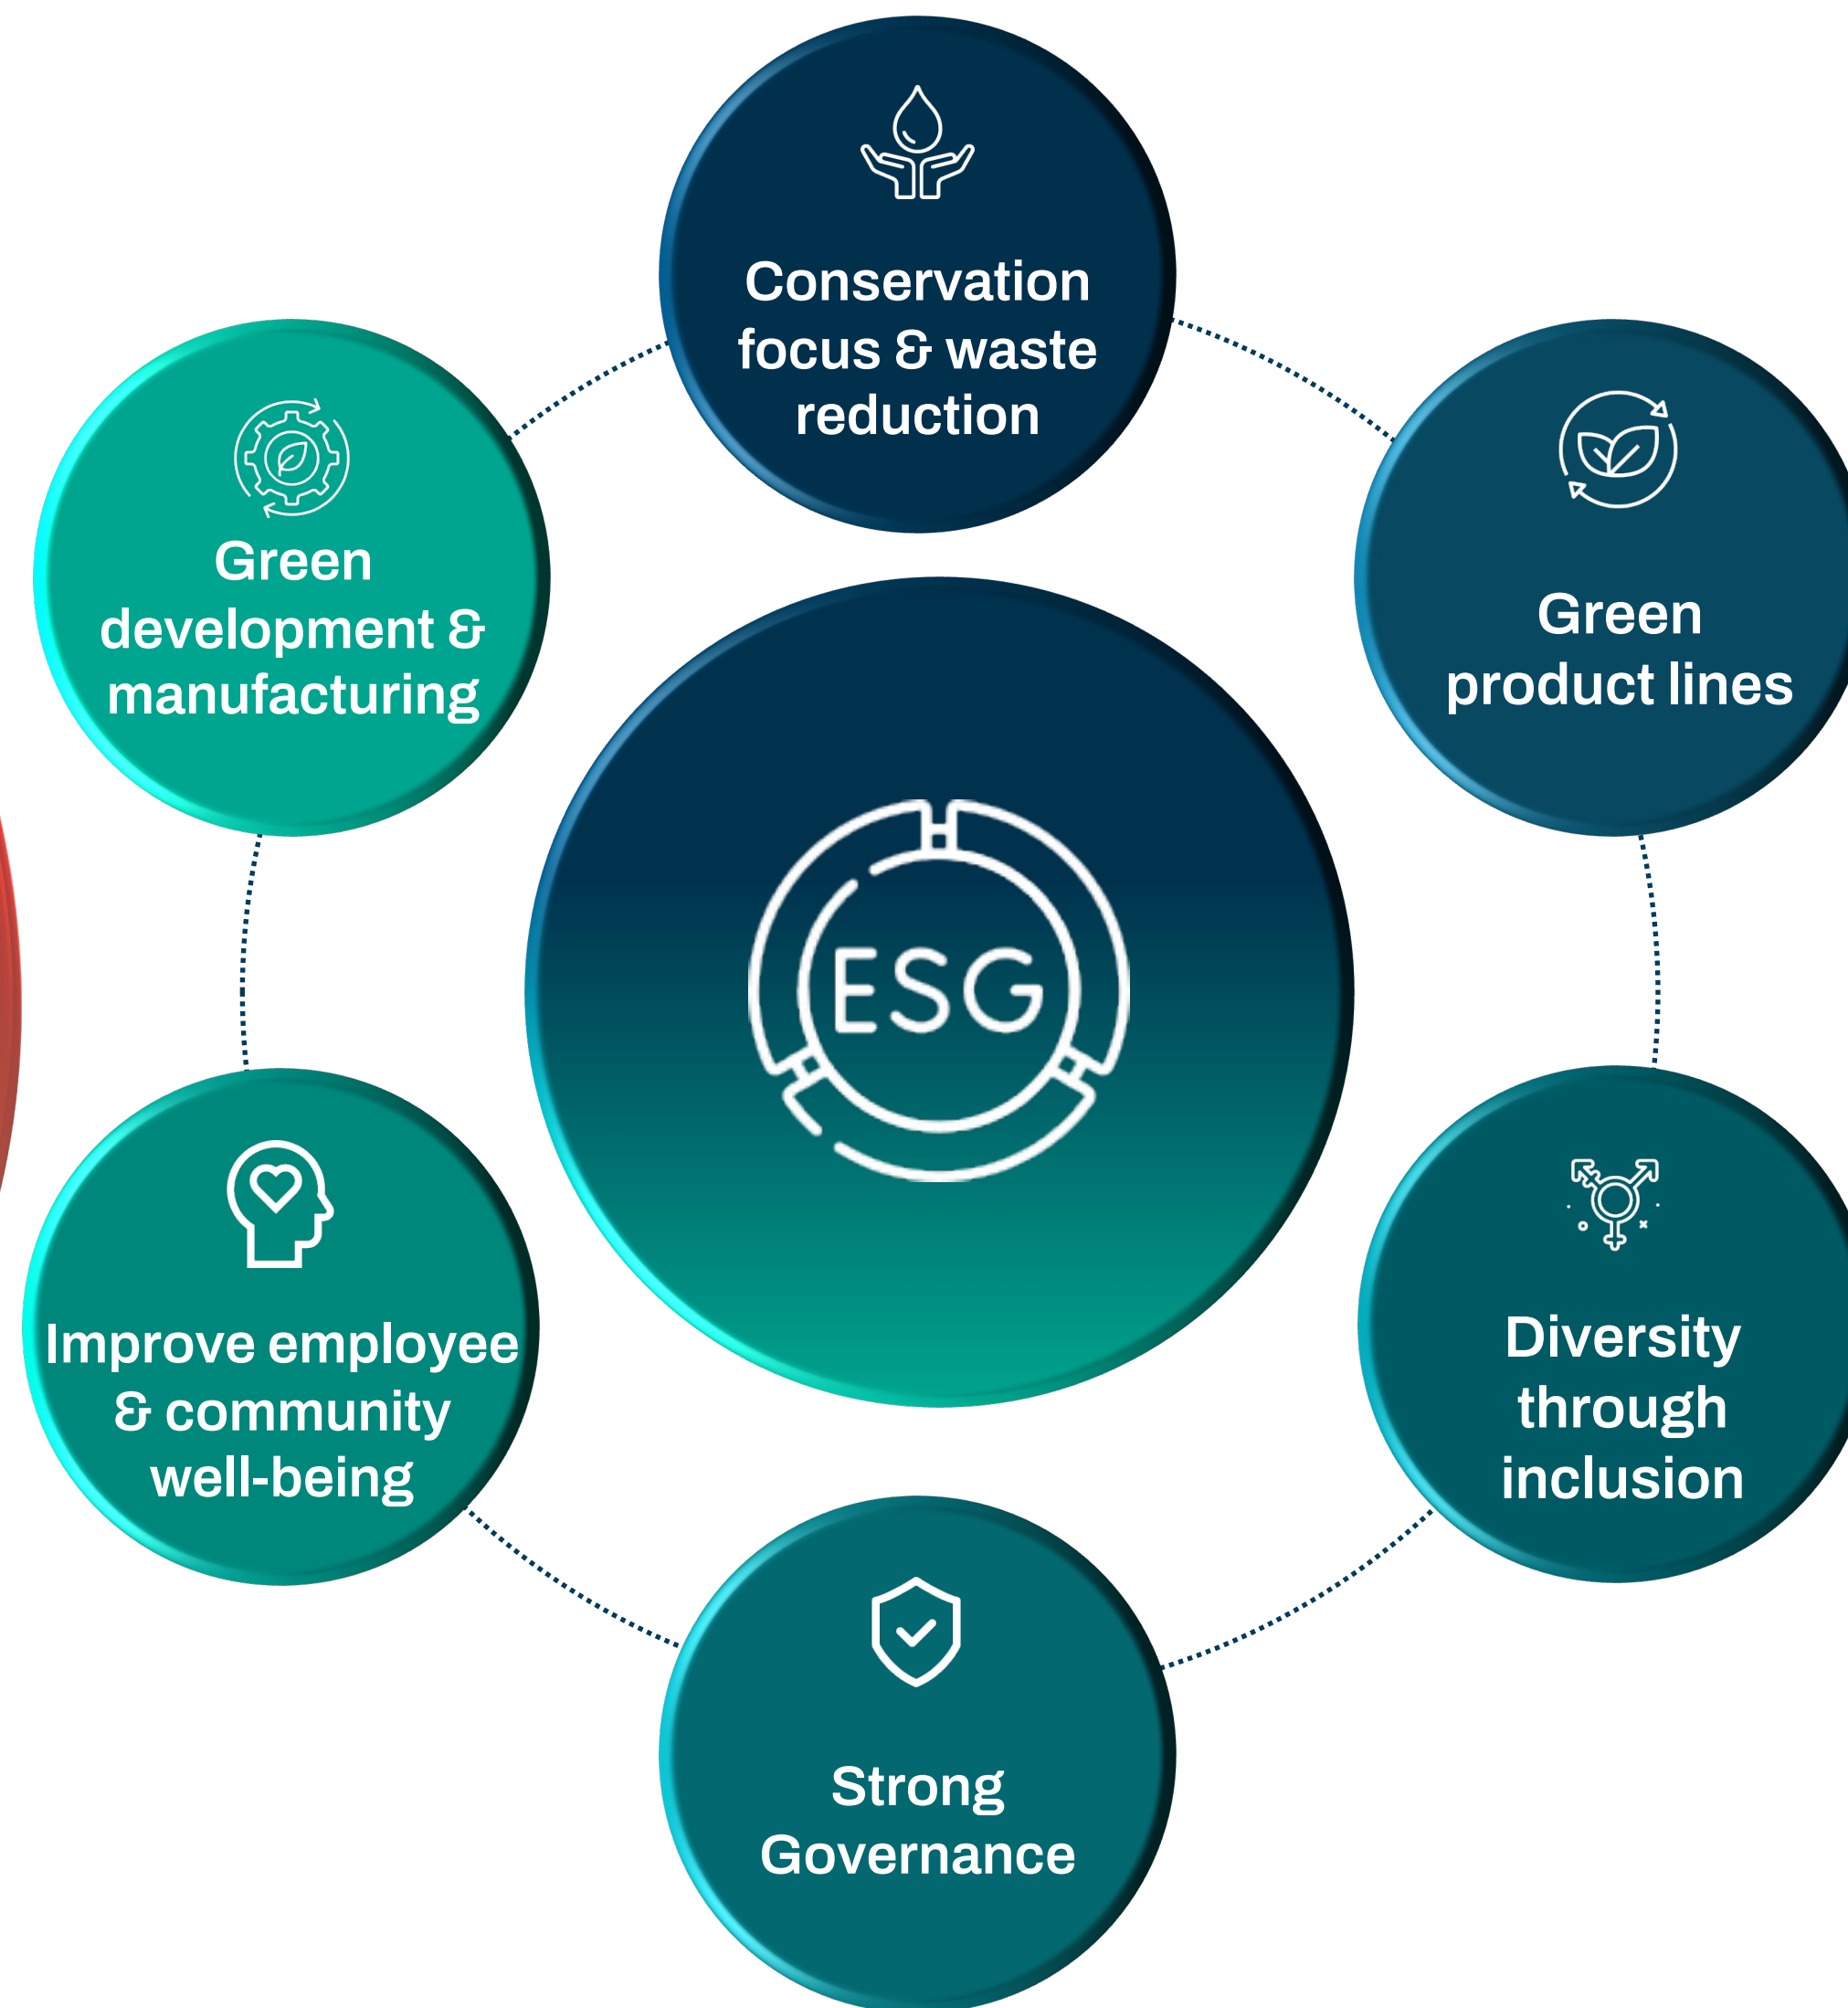 Conservation
focus & waste
reduction
Green
development &
manufacturing
Green
product lines
ESG
Improve employee
& community
well-being
Diversity
through
inclusion
Strong
Governance